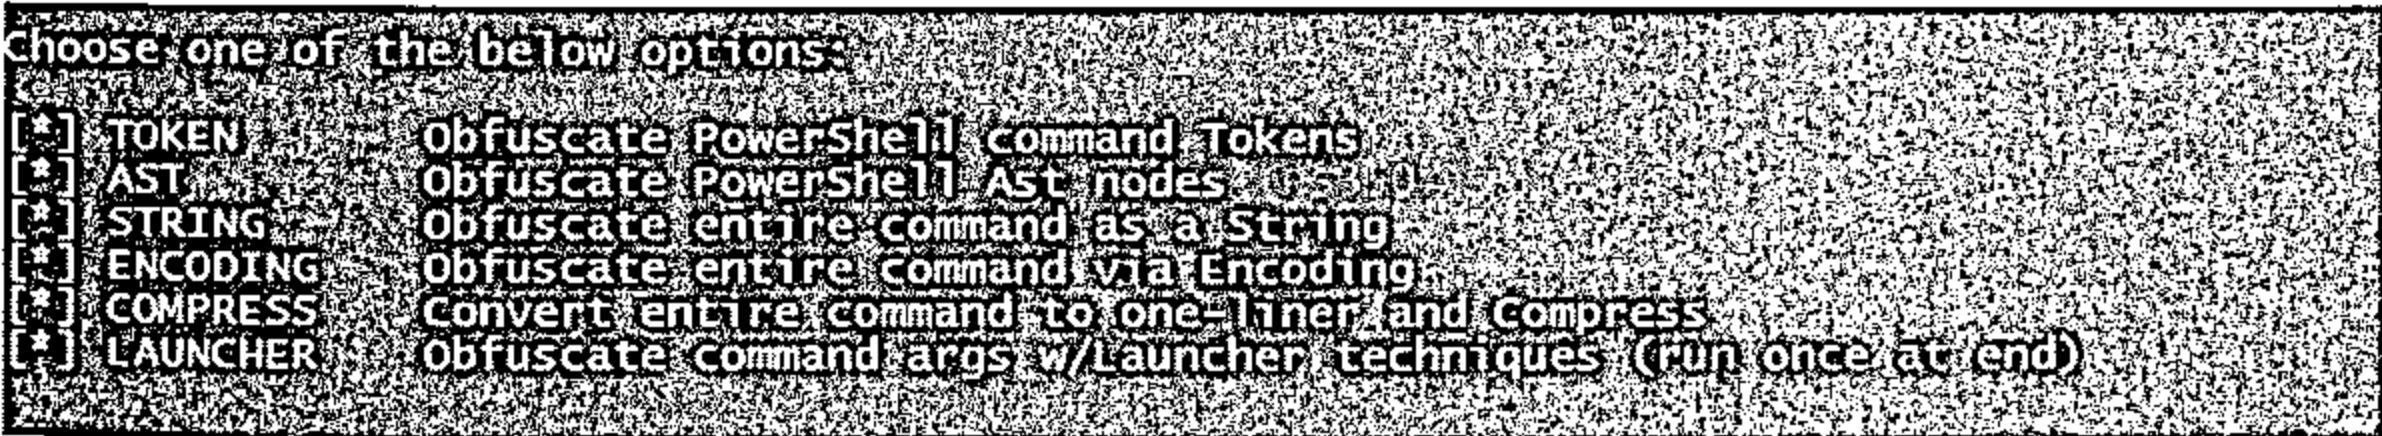 Choose one of the below options:
[*] TOKEN Obfuscate PowerShell command Tokens
[*] AST Obfuscate PowerShell Ast nodes
[*] STRING Obfuscate entire command as a String
[*] ENCODING Obfuscate entire command via Encoding
[*] COMPRESS Convert entire command to one-liner and Compress
[*] LAUNCHER Obfuscate command args w/Launcher techniques (run once at end)